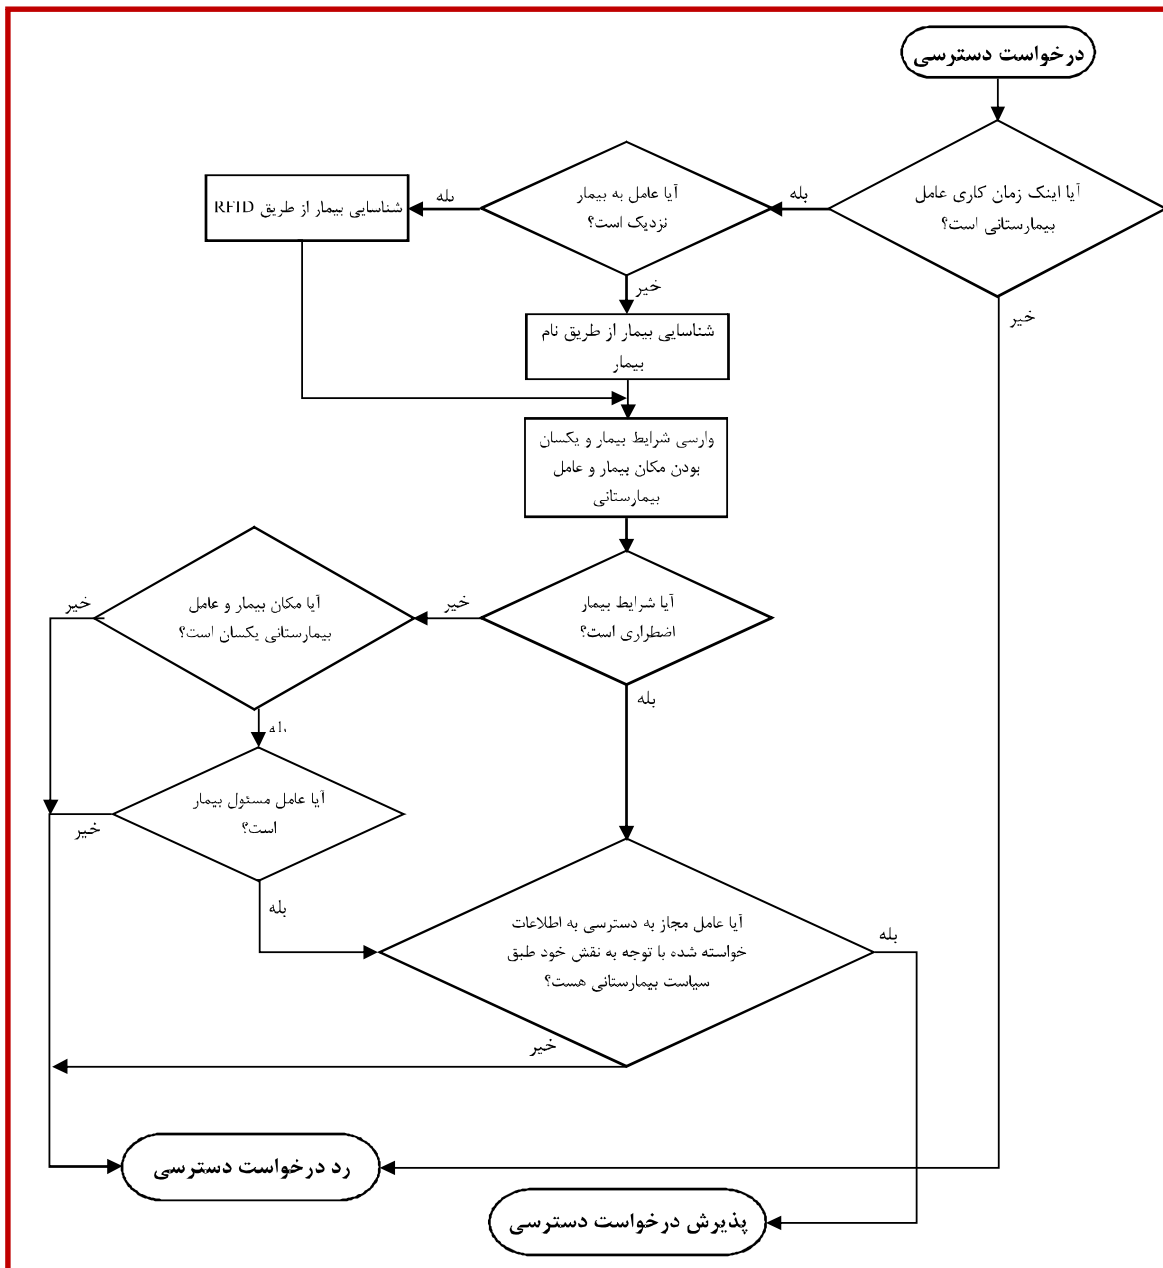 درخواست دسترسی
آیا اینک زمان کاری عامل
بیمارستانی است؟
بله
خیر
آیا عامل به بیمار
نزدیک است؟
بله
خیر
شناسایی بیمار از طریق RFID
شناسایی بیمار از طریق نام
بیمار
وارسی شرایط بیمار و یکسان
بودن مکان بیمار و عامل
بیمارستانی
آیا شرایط بیمار
اضطراری است؟
خیر
بله
آیا مکان بیمار و عامل
بیمارستانی یکسان است؟
خیر
بله
آیا عامل مسئول بیمار
است؟
خیر
بله
آیا عامل مجاز به دسترسی به اطلاعات
خواسته شده با توجه به نقش خود طبق
سیاست بیمارستانی هست؟
بله
خیر
رد درخواست دسترسی
پذیرش درخواست دسترسی